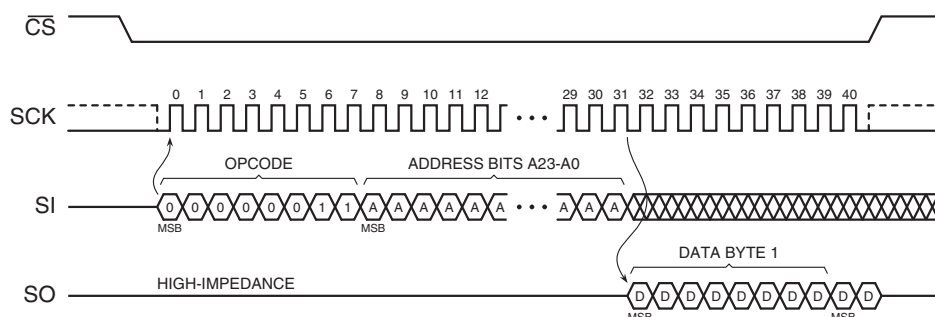 CS
SCK
0 1 2 3 4 5 6 7 8 9 10 11 12 29 30 31 32 33 34 35 36 37 38 39 40
OPCODE
ADDRESS BITS A23-A0
SI
0 0 0 0 0 0 1 1 A A A A A A A A A
MSB MSB
DATA BYTE 1
SO
HIGH-IMPEDANCE
D D D D D D D D D D
MSB MSB